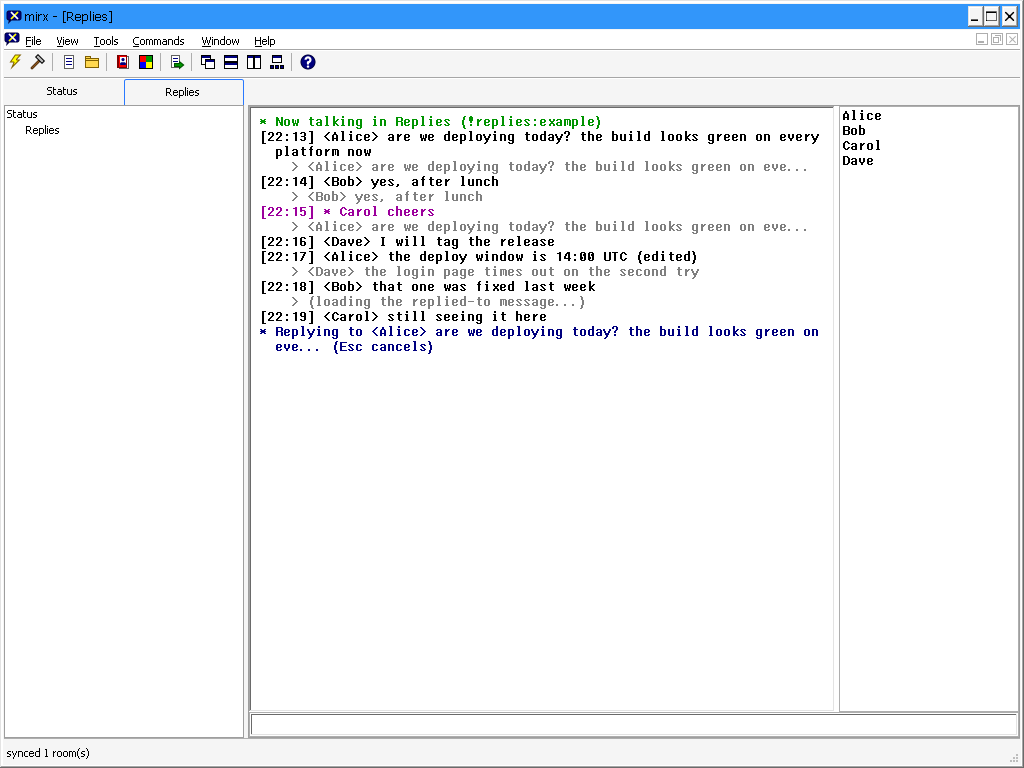 mirx - [Replies]
File View Tools Commands Window Help
Status Replies
Status
Replies
* Now talking in Replies (!replies:example)
[22:13] <Alice> are we deploying today? the build looks green on every
platform now
> <Alice> are we deploying today? the build looks green on eve...
[22:14] <Bob> yes, after lunch
> <Bob> yes, after lunch
[22:15] * Carol cheers
> <Alice> are we deploying today? the build looks green on eve...
[22:16] <Dave> I will tag the release
[22:17] <Alice> the deploy window is 14:00 UTC (edited)
> <Dave> the login page times out on the second try
[22:18] <Bob> that one was fixed last week
> (loading the replied-to message...)
[22:19] <Carol> still seeing it here
* Replying to <Alice> are we deploying today? the build looks green on
eve... (Esc cancels)
Alice
Bob
Carol
Dave
synced 1 room(s)